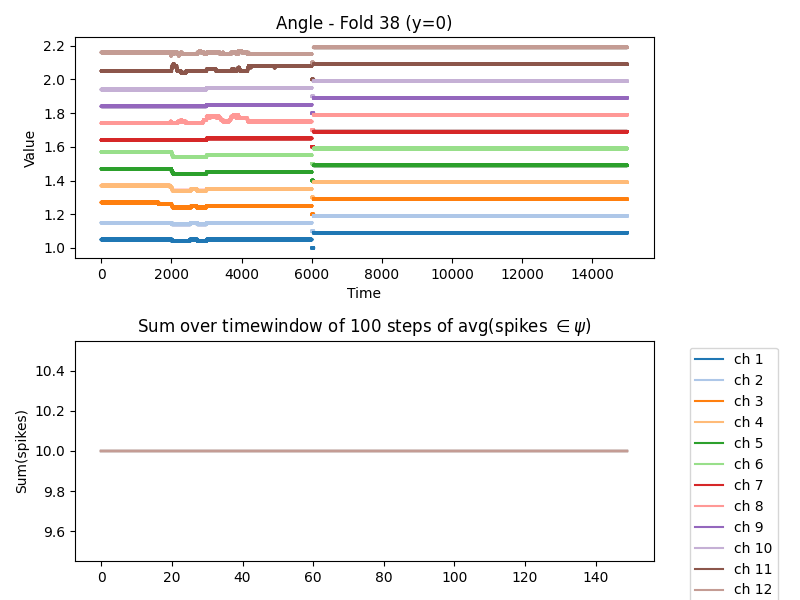 Angle - Fold 38 (y=0)
2.2
2.0
1.8
1.6
1.4
1.2
1.0
Value
0 2000 4000 6000 8000 10000 12000 14000
Time
Sum over timewindow of 100 steps of avg(spikes ∈ ψ)
10.4
10.2
10.0
9.8
9.6
Sum(spikes)
0 20 40 60 80 100 120 140
ch 1
ch 2
ch 3
ch 4
ch 5
ch 6
ch 7
ch 8
ch 9
ch 10
ch 11
ch 12